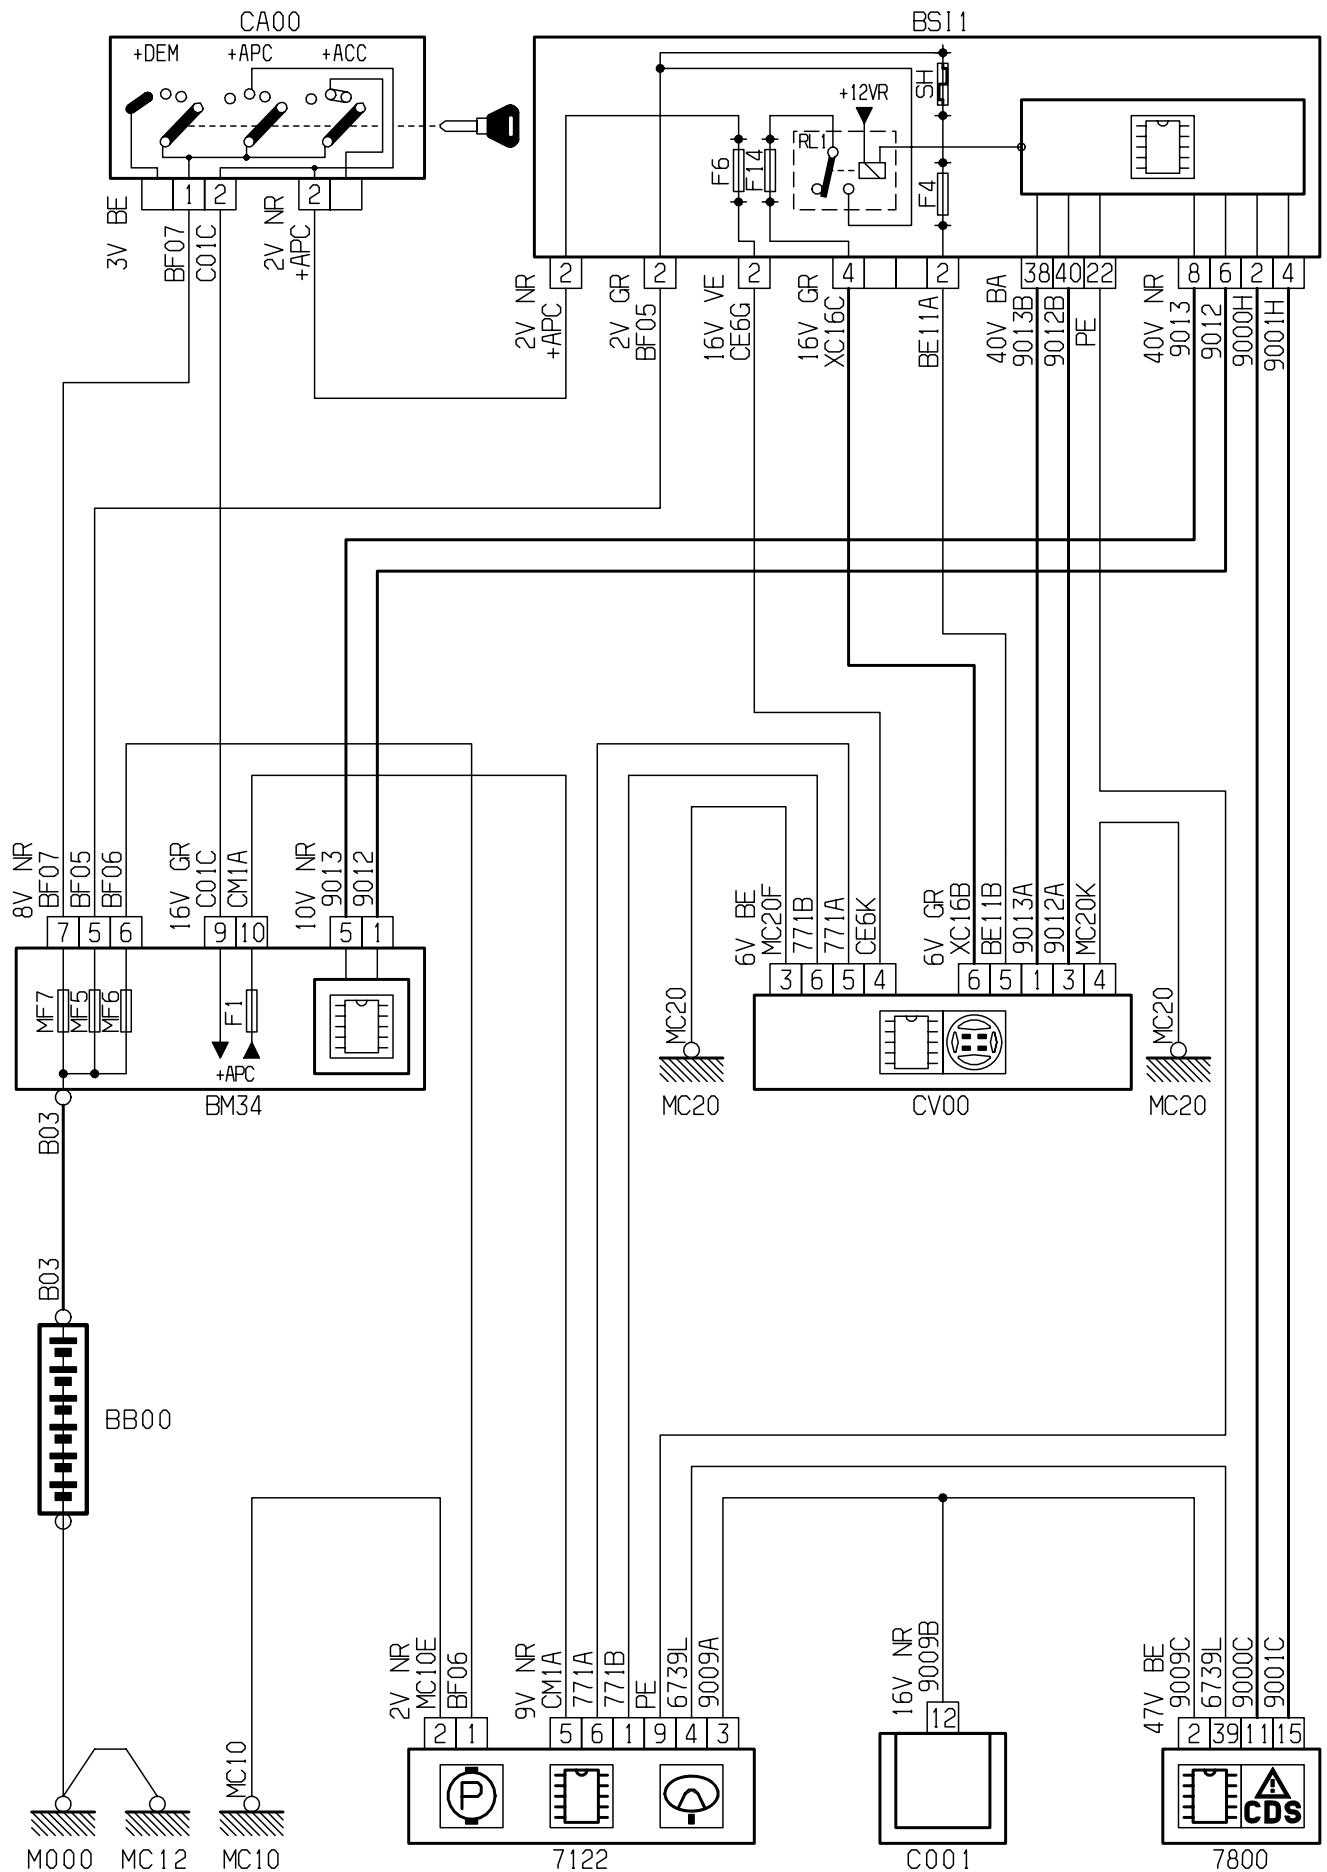 CA00
+DEM +APC +ACC
1 2 2
3V BE
BF07
C01C
2V NR
+APC
BSI1
SH
+12VR
RL1
F6
F14
F4
2 2 2 4 2 38 40 22 8 6 2 4
2V NR
+APC
2V GR
BF05
16V VE
CE6G
16V GR
XC16C
BE11A
40V BA
9013B
9012B
PE
40V NR
9013
9012
9000H
9001H
8V NR
BF07
BF05
BF06
16V GR
C01C
CM1A
10V NR
9013
9012
7 5 6 9 10 5 1
MF7
MF5
MF6
F1
+APC
BM34
6V BE
MC20F
771B
771A
CE6K
6V GR
XC16B
BE11B
9013A
9012A
MC20K
3 6 5 4 6 5 1 3 4
MC20
MC20
MC20
CV00
MC20
B03
B03
BB00
2V NR
MC10E
BF06
9V NR
CM1A
771A
771B
PE
6739L
9009A
16V NR
9009B
47V BE
9009C
6739L
9000C
9001C
2 1 5 6 1 9 4 3 12 2 39 11 15
MC10
P
CDS
M000 MC12 MC10 7122 C001 7800